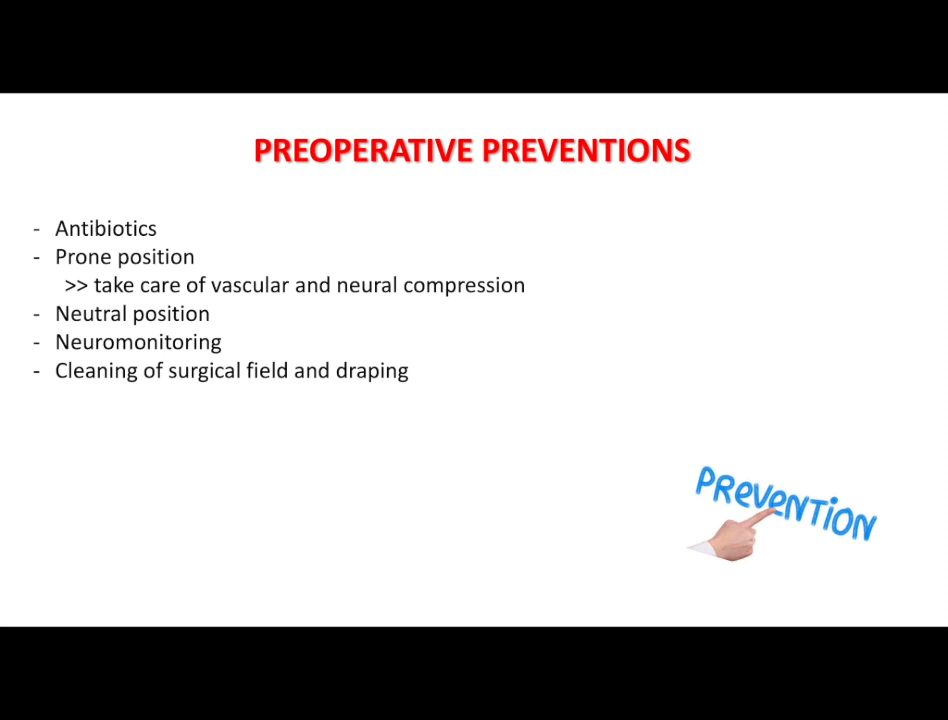 PREOPERATIVE PREVENTIONS
- Antibiotics
- Prone position
>> take care of vascular and neural compression
- Neutral position
- Neuromonitoring
- Cleaning of surgical field and draping
PREVENTION